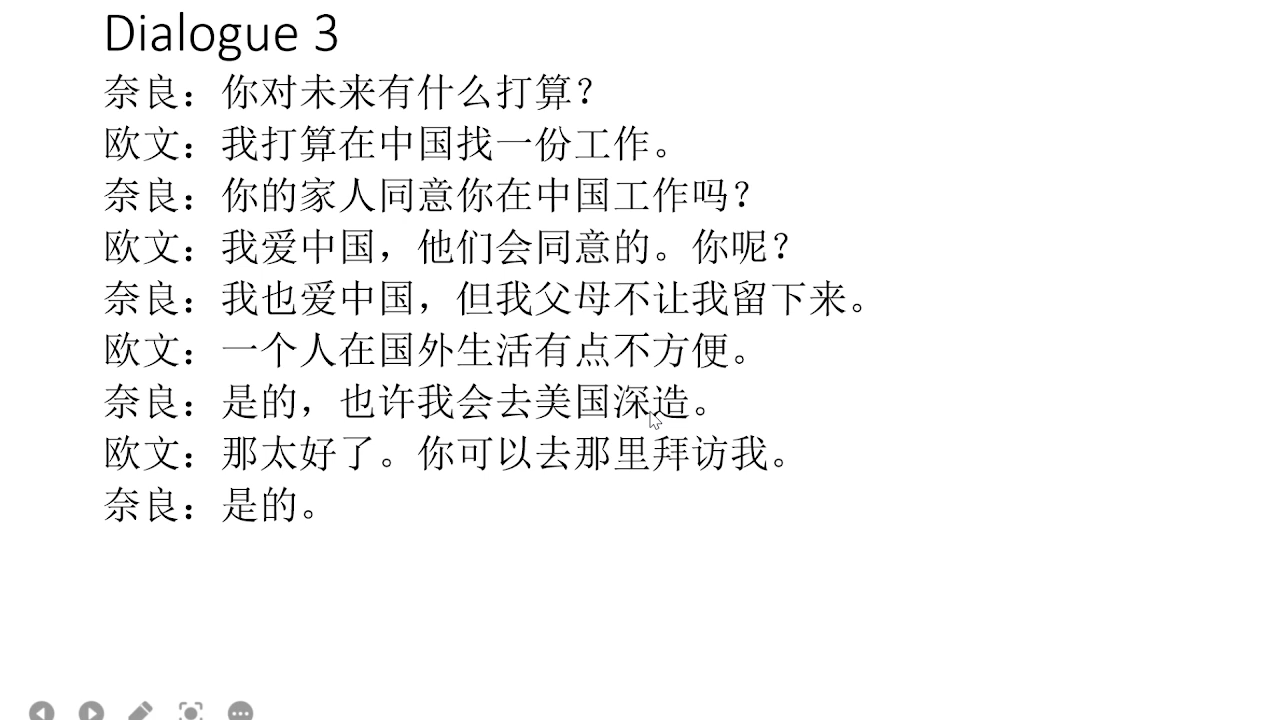 Dialogue 3
奈良：你对未来有什么打算？
欧文：我打算在中国找一份工作。
奈良：你的家人同意你在中国工作吗？
欧文：我爱中国，他们会同意的。你呢？
奈良：我也爱中国，但我父母不让我留下来。
欧文：一个人在国外生活有点不方便。
奈良：是的，也许我会去美国深造。
欧文：那太好了。你可以去那里拜访我。
奈良：是的。